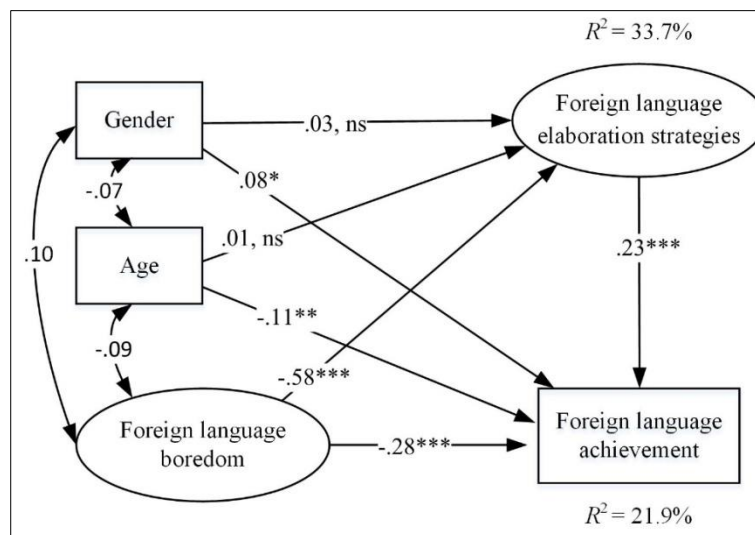 R² = 33.7%
Gender
.03, ns
Foreign language
elaboration strategies
.08*
-.07
.10
.01, ns
.23***
Age
-.11**
-.09
-.58***
Foreign language
boredom
-.28***
Foreign language
achievement
R² = 21.9%